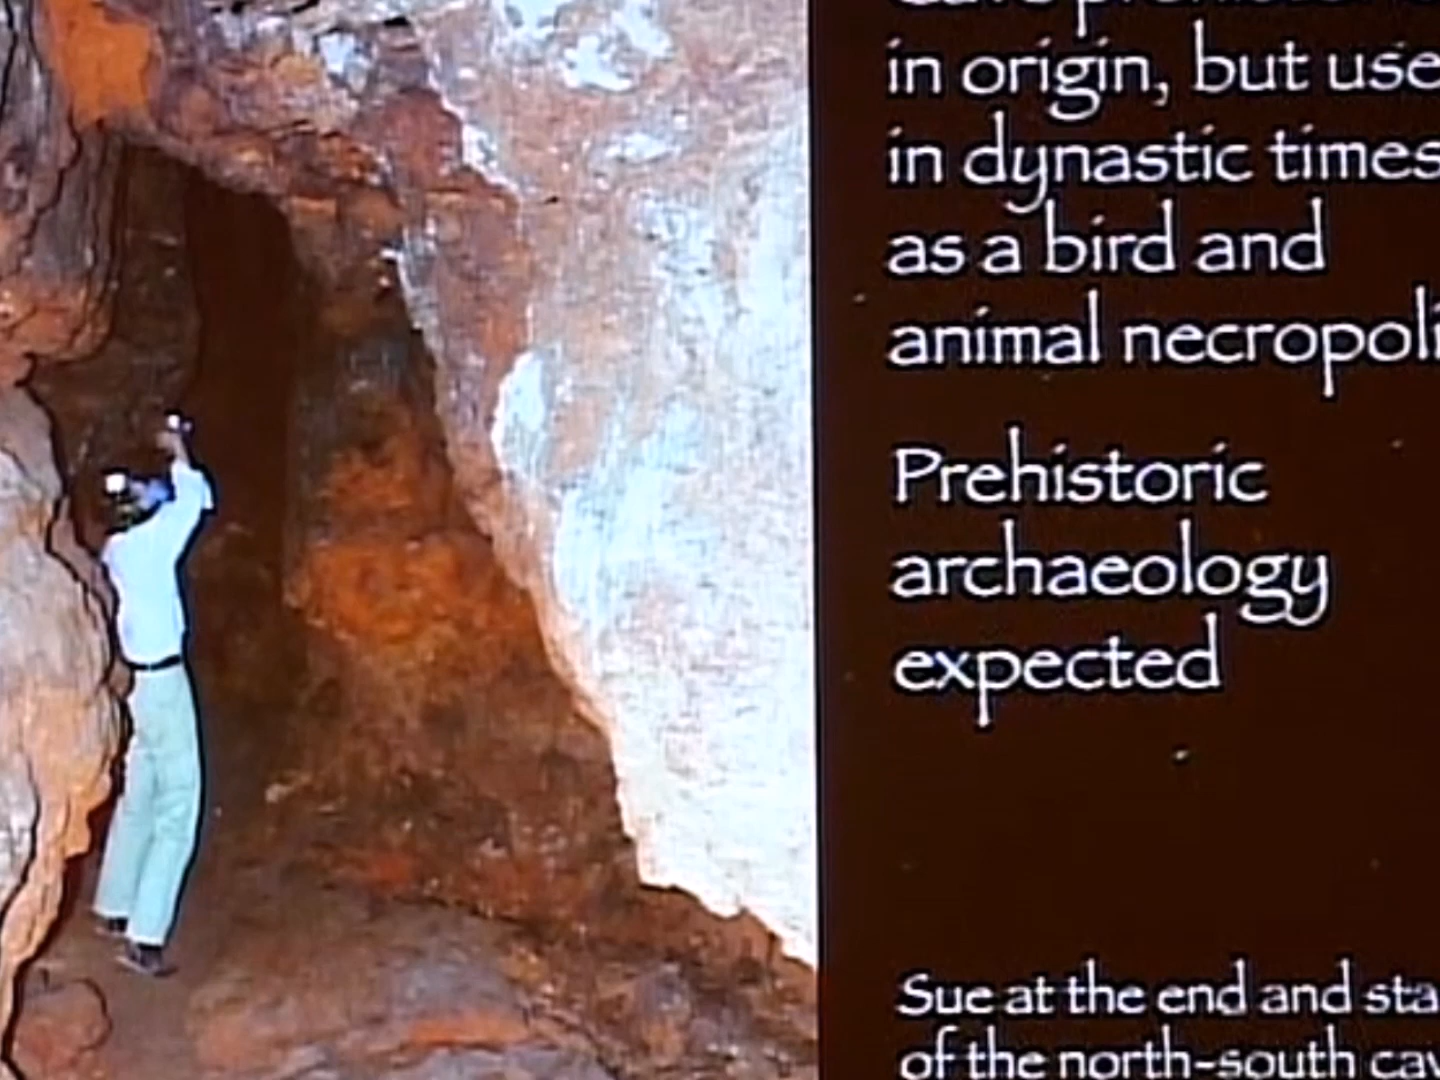 in origin, but use
in dynastic times
as a bird and
animal necropoli
Prehistoric
archaeology
expected
Sue at the end and sta
of the north-south cav